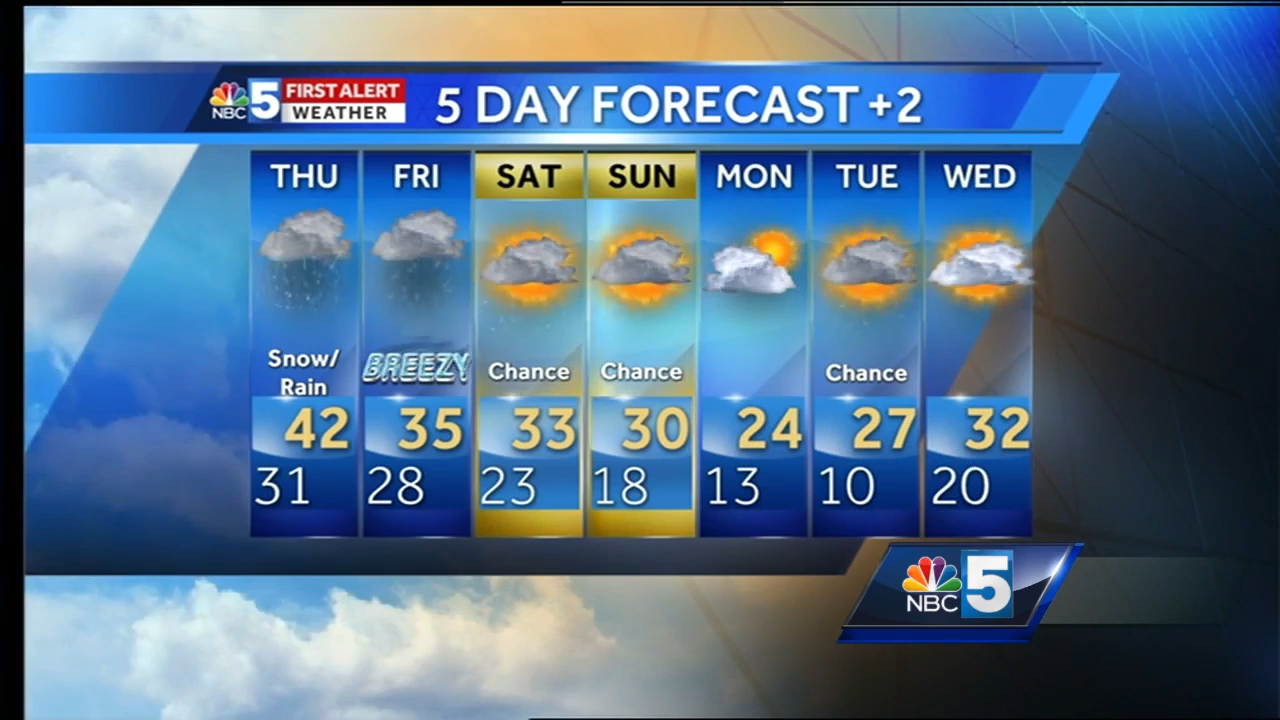 NBC 5 FIRST ALERT WEATHER
5 DAY FORECAST +2
THU FRI SAT SUN MON TUE WED
Snow/
Rain BREEZY Chance Chance Chance
42 35 33 30 24 27 32
31 28 23 18 13 10 20
NBC 5